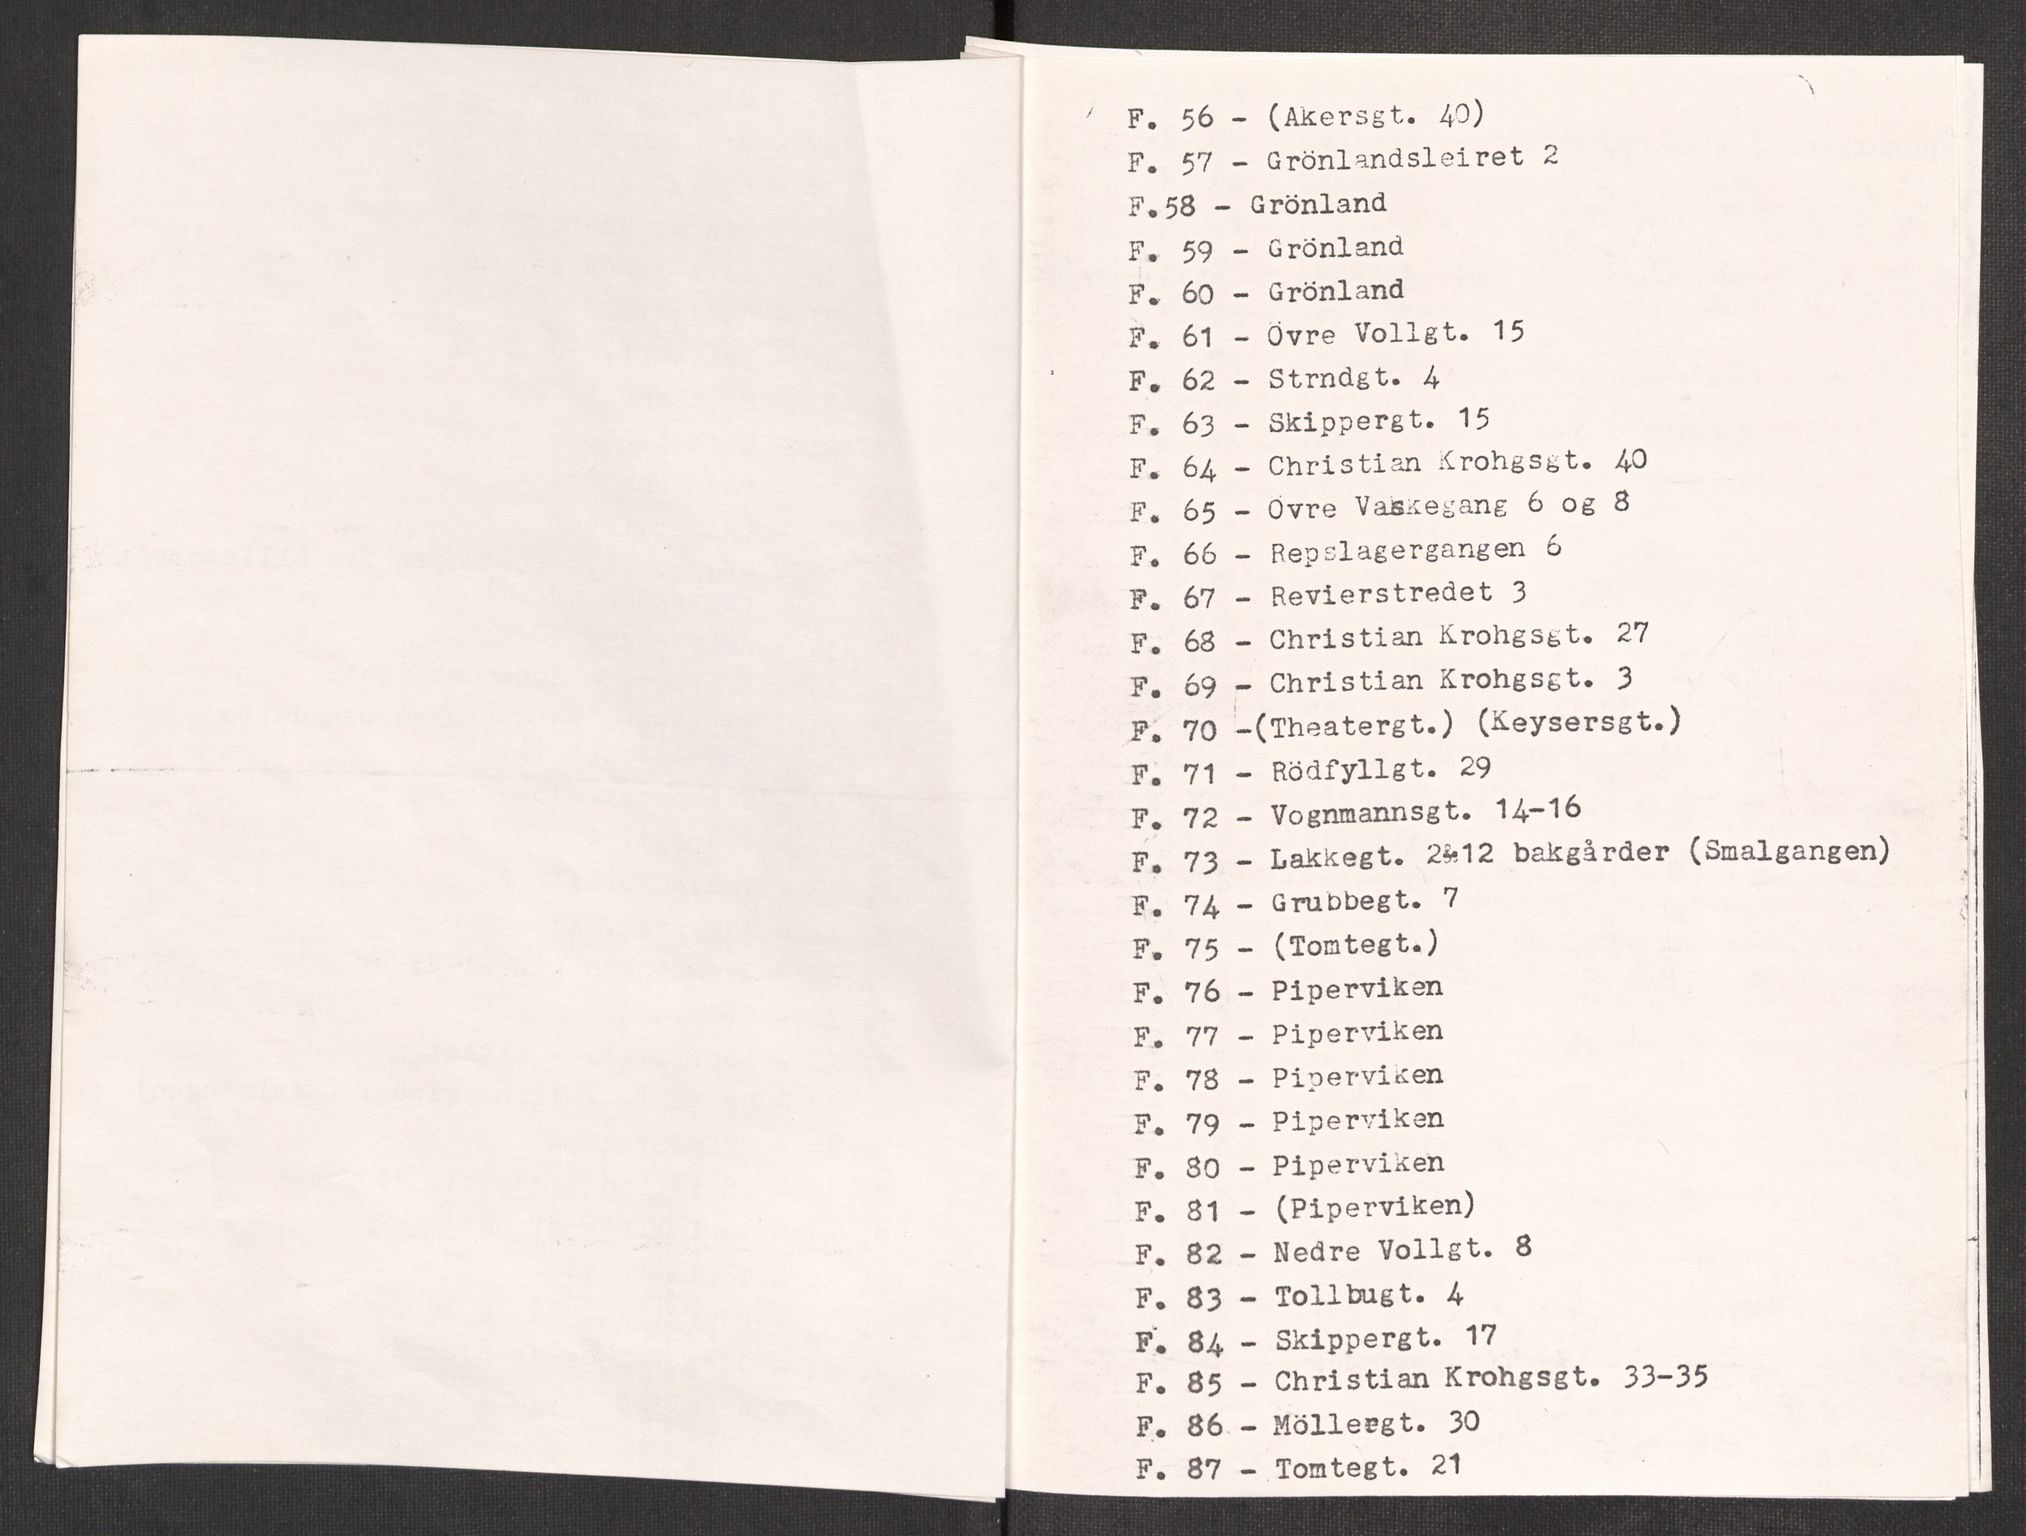 F. 56 - (Akersgt. 40)
F. 57 - Grönlandsleiret 2
F.58 - Grönland
F. 59 - Grönland
F. 60 - Grönland
F. 61 - Övre Vollgt. 15
F. 62 - Strndgt. 4
F. 63 - Skippergt. 15
F. 64 - Christian Krohgsgt. 40
F. 65 - Övre Vaskegang 6 og 8
F. 66 - Repslagergangen 6
F. 67 - Revierstredet 3
F. 68 - Christian Krohgsgt. 27
F. 69 - Christian Krohgsgt. 3
F. 70 -(Theatergt.) (Keysersgt.)
F. 71 - Rödfyllgt. 29
F. 72 - Vognmannsgt. 14-16
F. 73 - Lakkegt. 2&12 bakgårder (Smalgangen)
F. 74 - Grubbegt. 7
F. 75 - (Tomtegt.)
F. 76 - Piperviken
F. 77 - Piperviken
F. 78 - Piperviken
F. 79 - Piperviken
F. 80 - Piperviken
F. 81 - (Piperviken)
F. 82 - Nedre Vollgt. 8
F. 83 - Tollbugt. 4
F. 84 - Skippergt. 17
F. 85 - Christian Krohgsgt. 33-35
F. 86 - Möllergt. 30
F. 87 - Tomtegt. 21